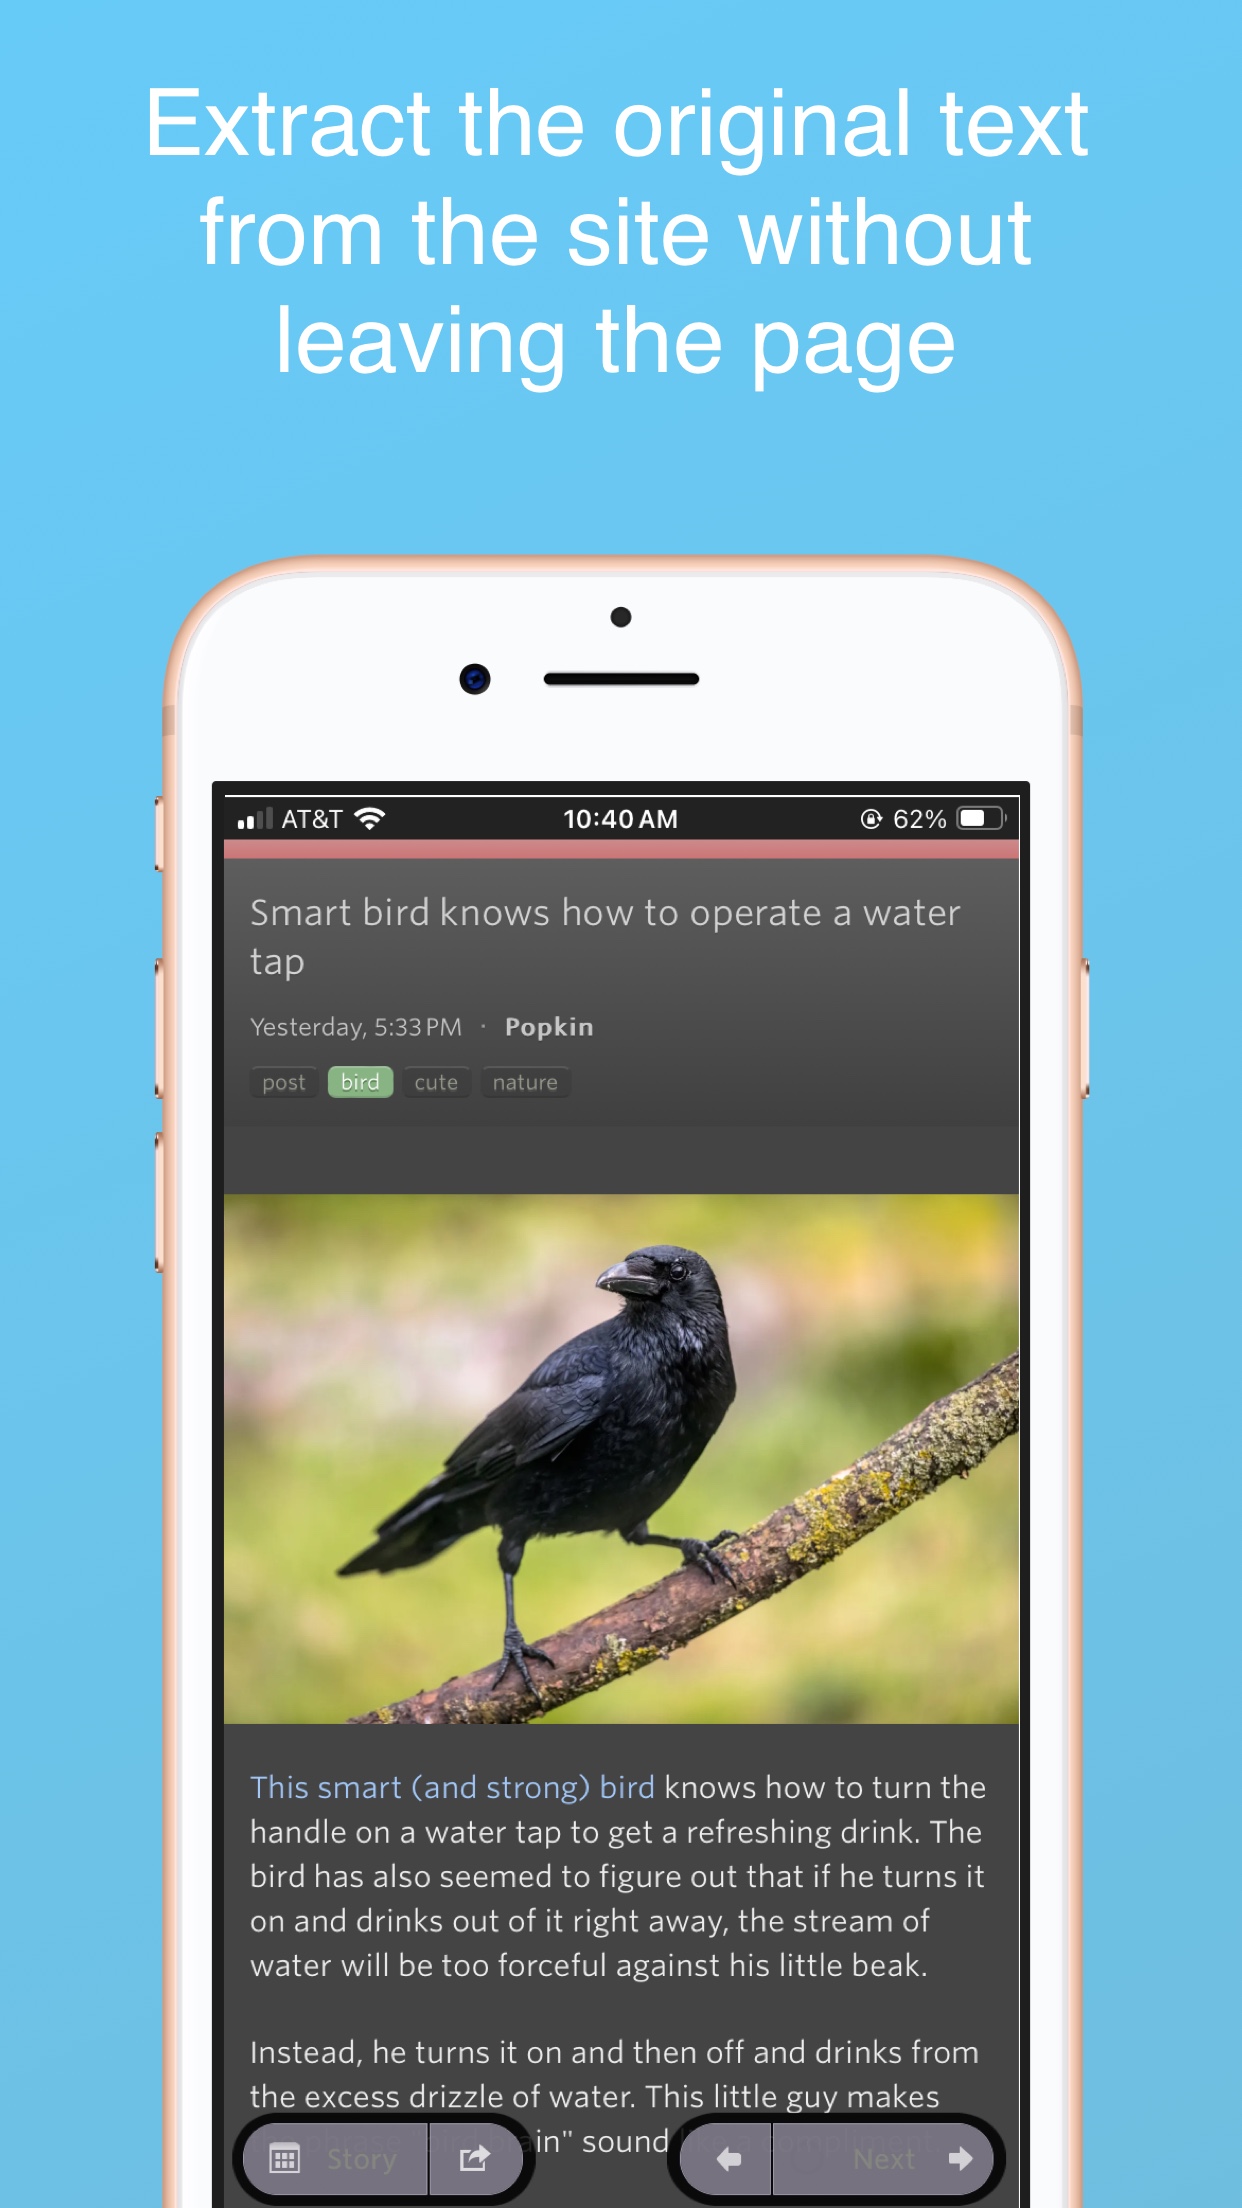 Extract the original text
from the site without
leaving the page
AT&T 10:40 AM 62%
Smart bird knows how to operate a water
tap
Yesterday, 5:33 PM · Popkin
post bird cute nature
This smart (and strong) bird knows how to turn the
handle on a water tap to get a refreshing drink. The
bird has also seemed to figure out that if he turns it
on and drinks out of it right away, the stream of
water will be too forceful against his little beak.
Instead, he turns it on and then off and drinks from
the excess drizzle of water. This little guy makes
sound
Story Next